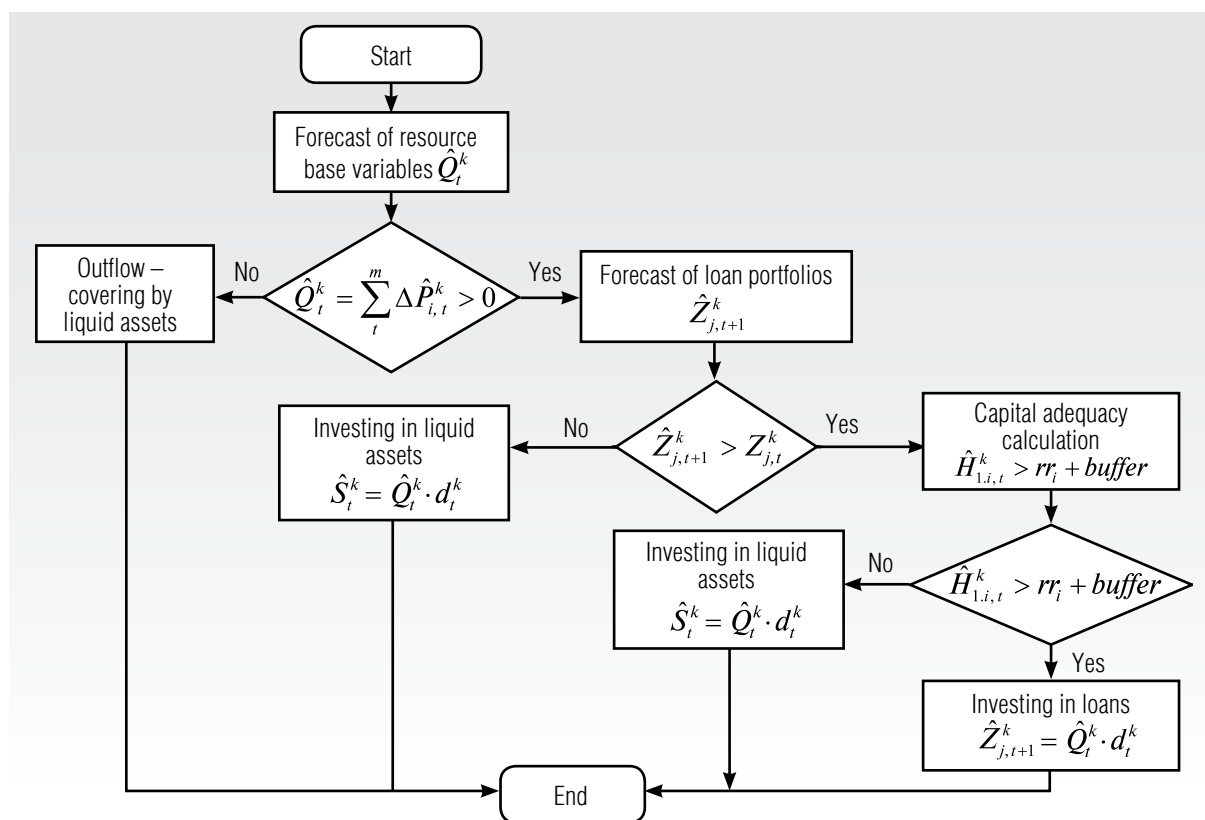 Start
Forecast of resource
base variables Q̂ₜᵏ
No
Yes
Outflow –
covering by
liquid assets
Q̂ₜᵏ = ∑ₜᵐ ΔP̂ᵢ,ₜᵏ > 0
Forecast of loan portfolios
Ẑⱼ,ₜ₊₁ᵏ
No
Yes
Investing in liquid
assets
Ŝₜᵏ = Q̂ₜᵏ · dₜᵏ
Ẑⱼ,ₜ₊₁ᵏ > Zⱼ,ₜᵏ
Capital adequacy
calculation
Ĥ₁.ᵢ,ₜᵏ > rrᵢ + buffer
No
Investing in liquid
assets
Ŝₜᵏ = Q̂ₜᵏ · dₜᵏ
Ĥ₁.ᵢ,ₜᵏ > rrᵢ + buffer
Yes
Investing in loans
Ẑⱼ,ₜ₊₁ᵏ = Q̂ₜᵏ · dₜᵏ
End